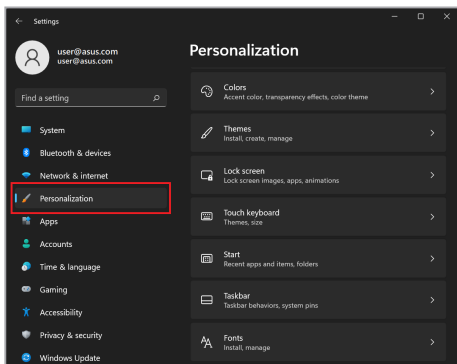 Settings
user@asus.com
user@asus.com
Find a setting
System
Bluetooth & devices
Network & internet
Personalization
Apps
Accounts
Time & language
Gaming
Accessibility
Privacy & security
Windows Update
Personalization
Colors
Accent color, transparency effects, color theme
Themes
Install, create, manage
Lock screen
Lock screen images, apps, animations
Touch keyboard
Themes, size
Start
Recent apps and items, folders
Taskbar
Taskbar behaviors, system pins
Fonts
Install, manage